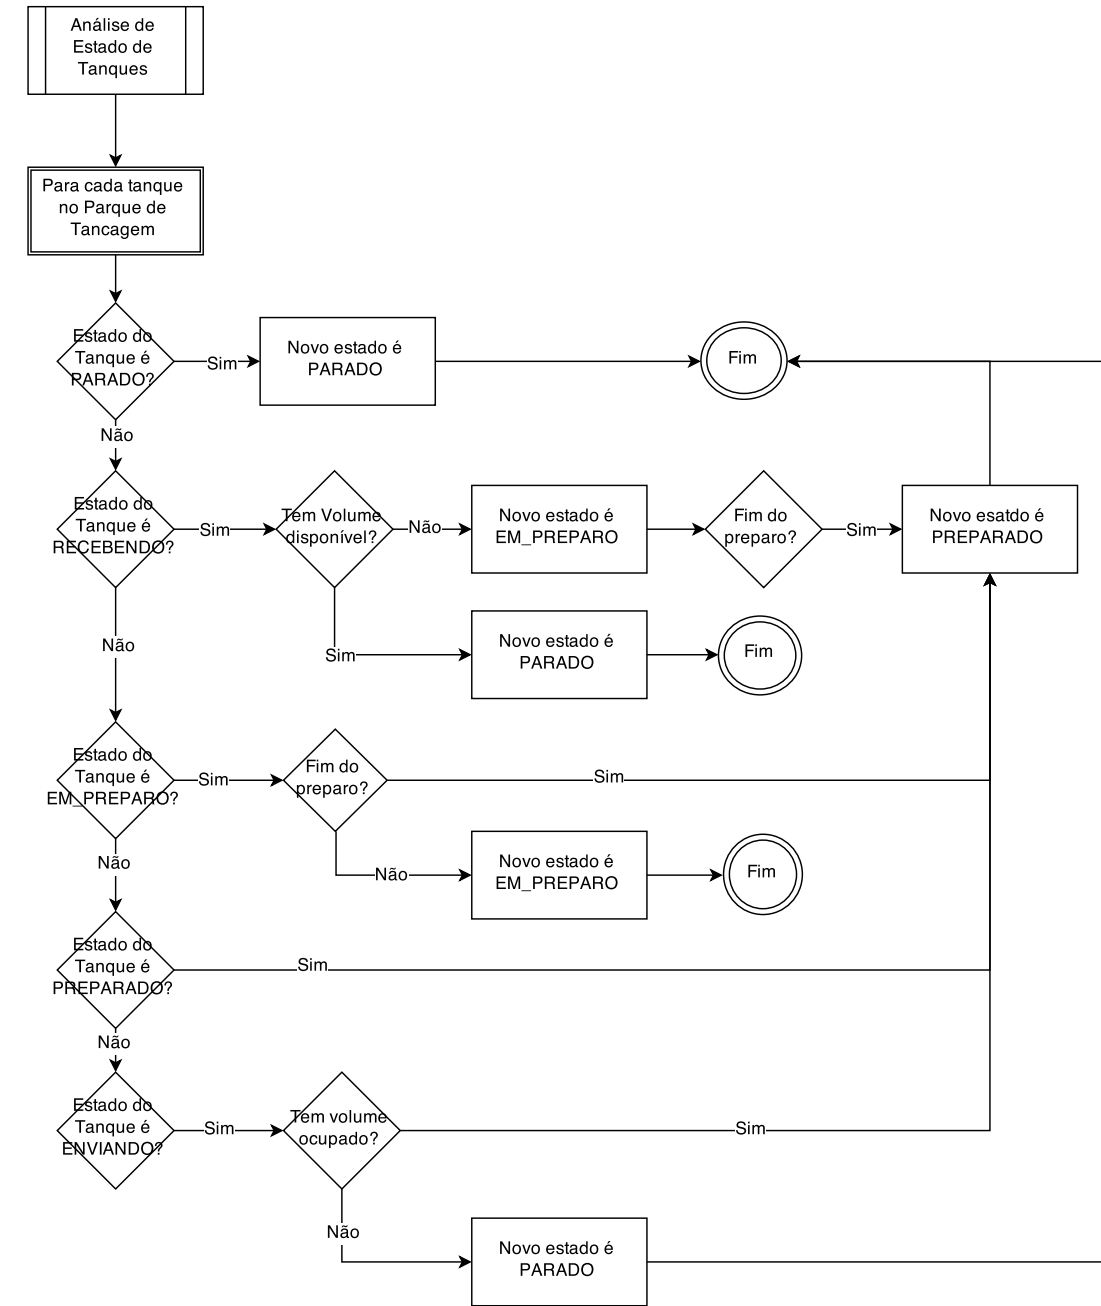 Análise de
Estado de
Tanques
Para cada tanque
no Parque de
Tancagem
Estado do
Tanque é
PARADO?
Sim
Novo estado é
PARADO
Fim
Não
Estado do
Tanque é
RECEBENDO?
Sim
Tem Volume
disponível?
Não
Novo estado é
EM_PREPARO
Fim do
preparo?
Sim
Novo esatdo é
PREPARADO
Sim
Novo estado é
PARADO
Fim
Não
Estado do
Tanque é
EM_PREPARO?
Sim
Fim do
preparo?
Sim
Não
Novo estado é
EM_PREPARO
Fim
Não
Estado do
Tanque é
PREPARADO?
Sim
Não
Estado do
Tanque é
ENVIANDO?
Sim
Tem volume
ocupado?
Sim
Não
Novo estado é
PARADO